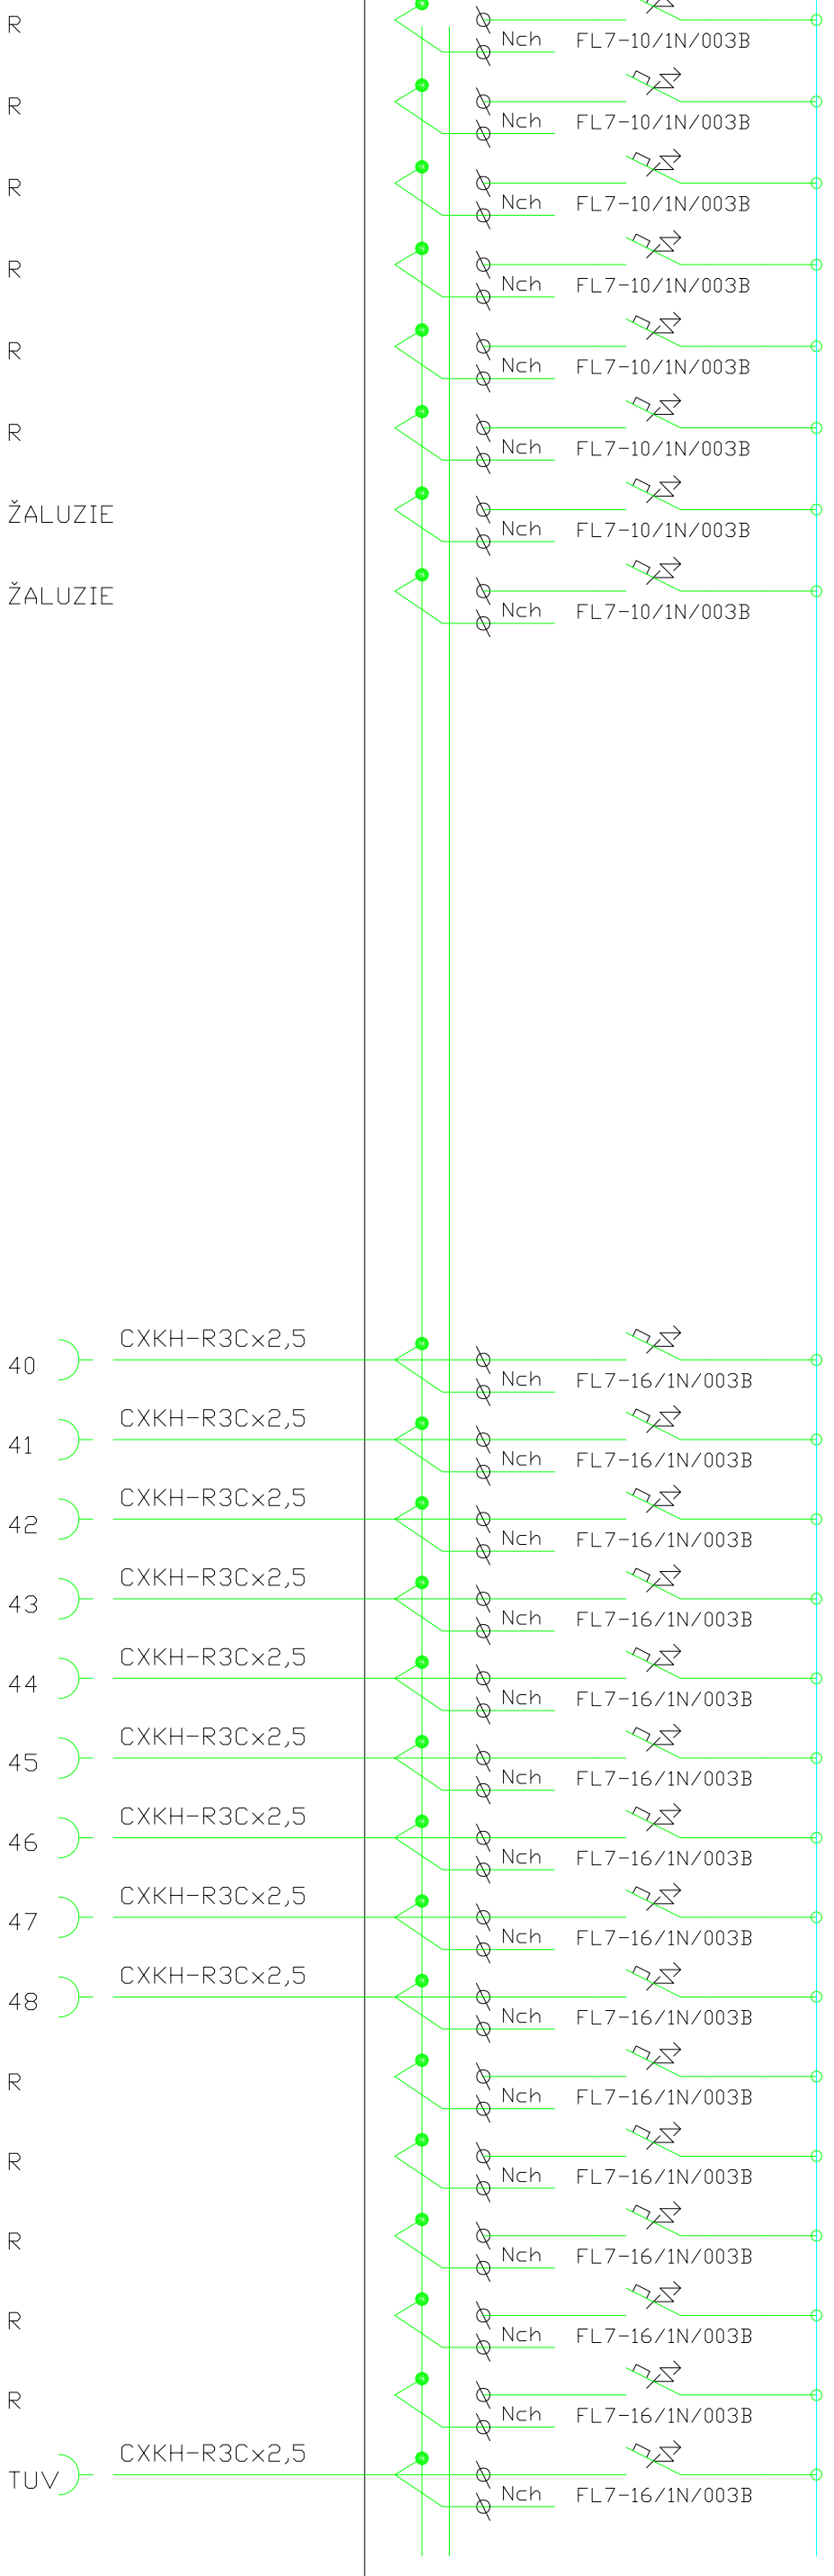 R Nch FL7-10/1N/003B
R Nch FL7-10/1N/003B
R Nch FL7-10/1N/003B
R Nch FL7-10/1N/003B
R Nch FL7-10/1N/003B
R Nch FL7-10/1N/003B
ŽALUZIE Nch FL7-10/1N/003B
ŽALUZIE Nch FL7-10/1N/003B
CXKH-R3Cx2,5
40 Nch FL7-16/1N/003B
CXKH-R3Cx2,5
41 Nch FL7-16/1N/003B
CXKH-R3Cx2,5
42 Nch FL7-16/1N/003B
CXKH-R3Cx2,5
43 Nch FL7-16/1N/003B
CXKH-R3Cx2,5
44 Nch FL7-16/1N/003B
CXKH-R3Cx2,5
45 Nch FL7-16/1N/003B
CXKH-R3Cx2,5
46 Nch FL7-16/1N/003B
CXKH-R3Cx2,5
47 Nch FL7-16/1N/003B
CXKH-R3Cx2,5
48 Nch FL7-16/1N/003B
R Nch FL7-16/1N/003B
R Nch FL7-16/1N/003B
R Nch FL7-16/1N/003B
R Nch FL7-16/1N/003B
R Nch FL7-16/1N/003B
CXKH-R3Cx2,5
TUV Nch FL7-16/1N/003B